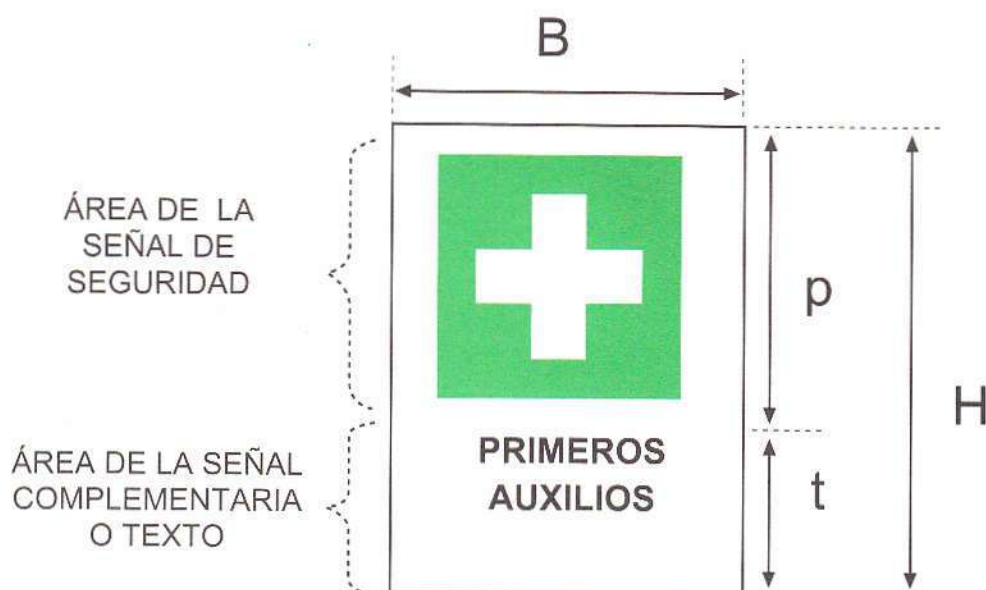 B
ÁREA DE LA
SEÑAL DE
SEGURIDAD
p
H
PRIMEROS
AUXILIOS
ÁREA DE LA SEÑAL
COMPLEMENTARIA
O TEXTO
t